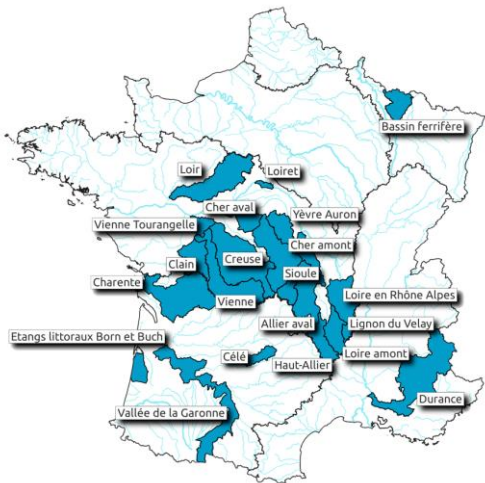 Bassin ferrifère
Loir
Loiret
Cher aval
Yèvre Auron
Vienne Tourangelle
Cher amont
Clain
Creuse
Sioule
Charente
Vienne
Loire en Rhône Alpes
Allier aval
Lignon du Velay
Etangs littoraux Born et Buch
Célé
Haut-Allier
Loire amont
Durance
Vallée de la Garonne